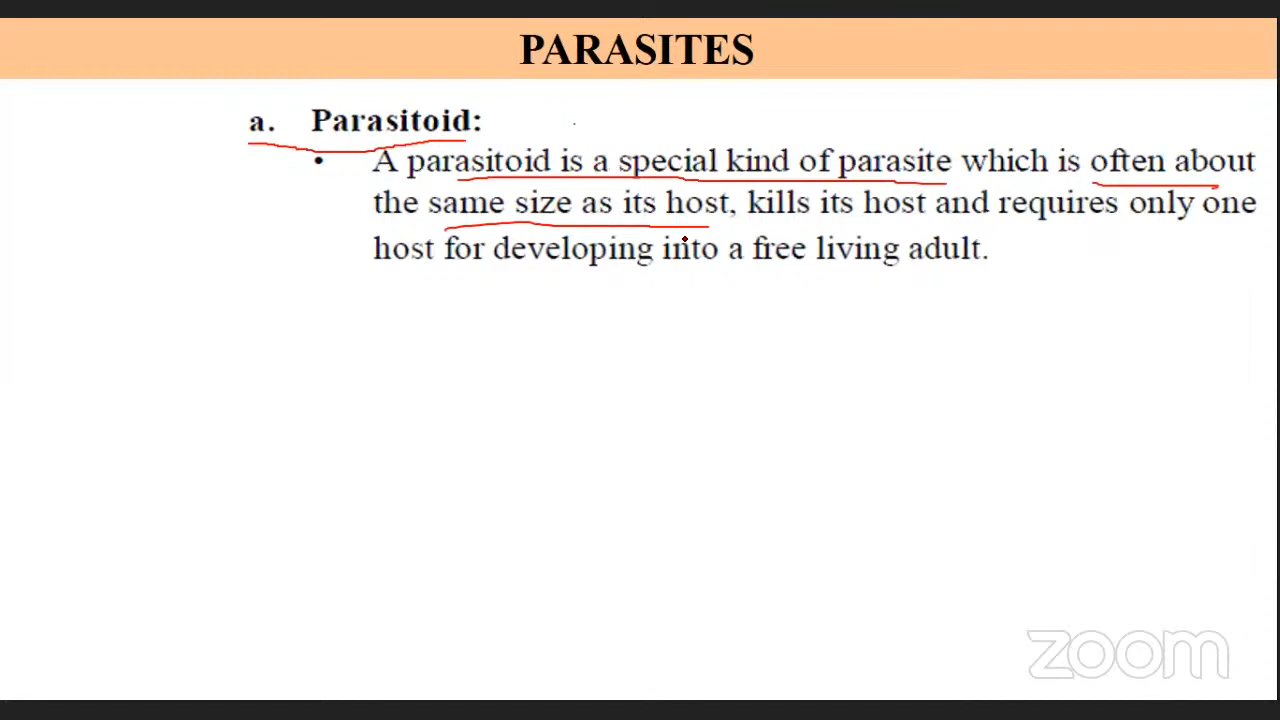 PARASITES
a. Parasitoid:
• A parasitoid is a special kind of parasite which is often about
the same size as its host, kills its host and requires only one
host for developing into a free living adult.
zoom